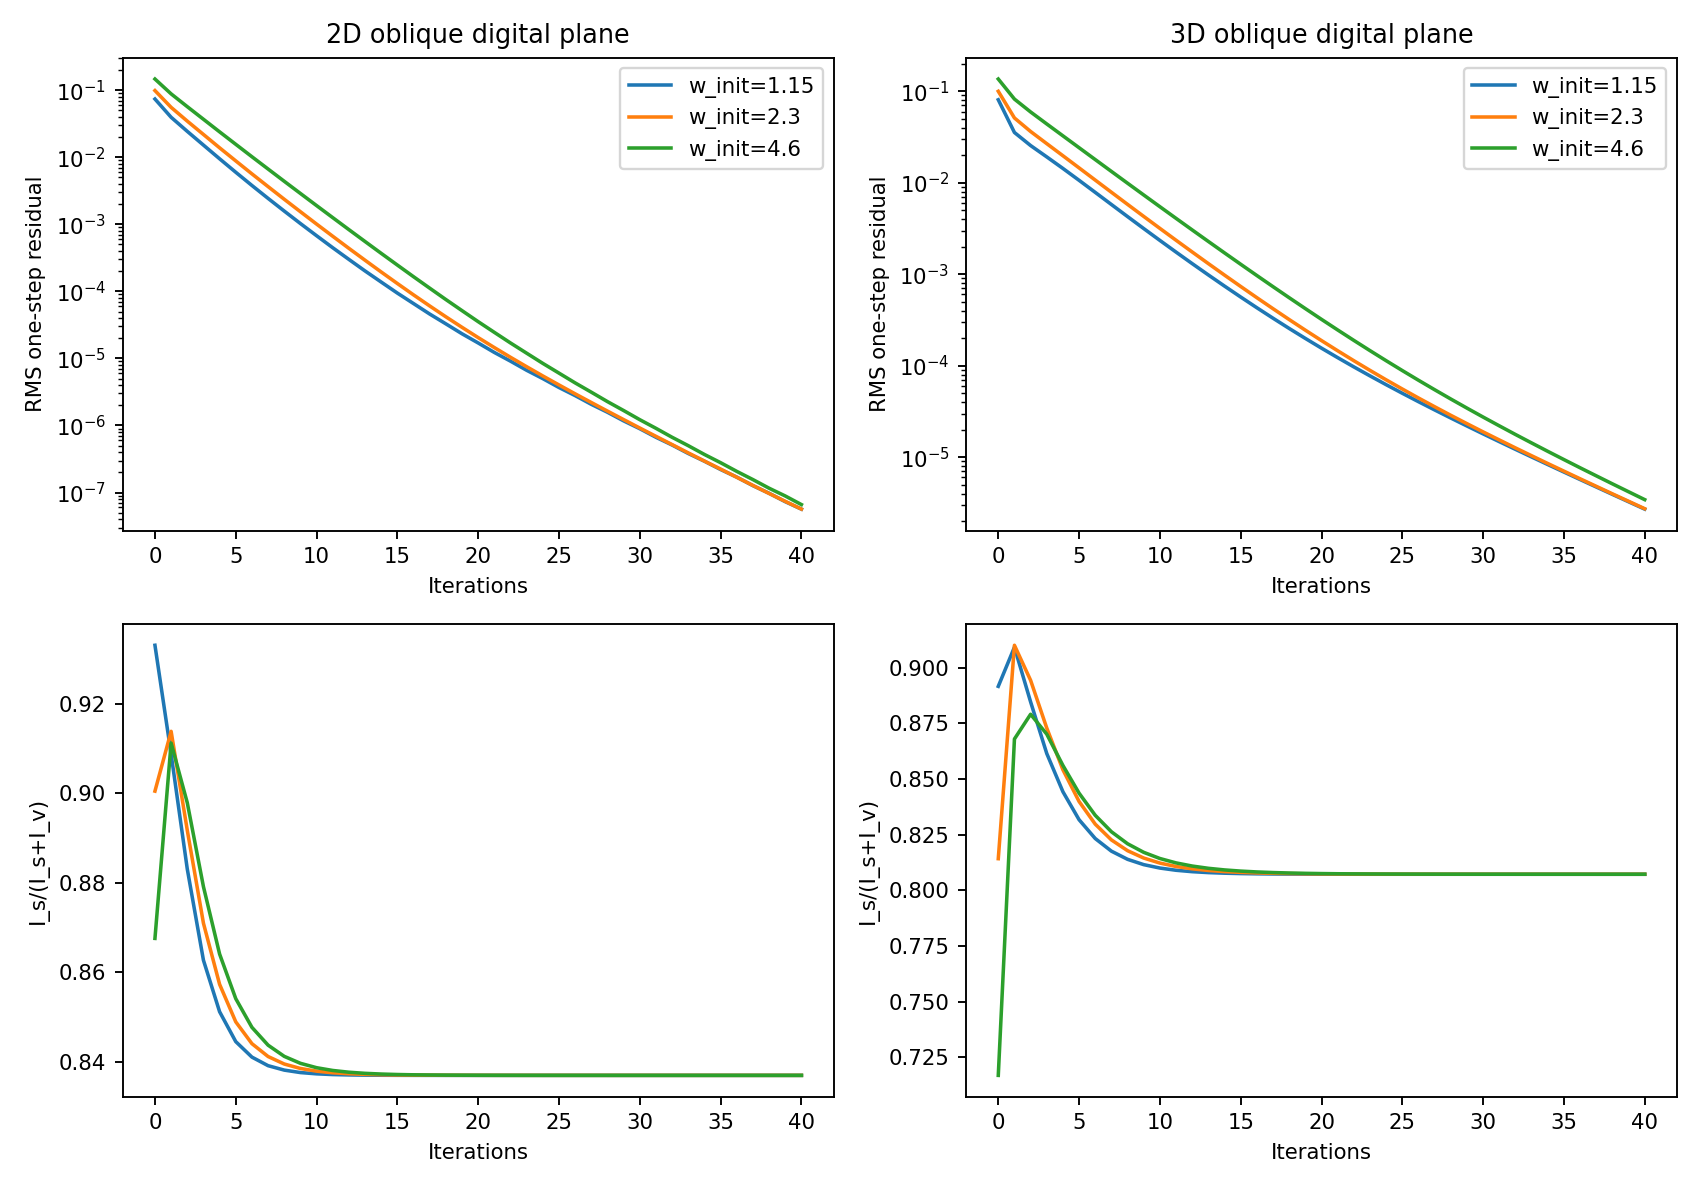 2D oblique digital plane
RMS one-step residual
10⁻¹
10⁻²
10⁻³
10⁻⁴
10⁻⁵
10⁻⁶
10⁻⁷
w_init=1.15
w_init=2.3
w_init=4.6
0 5 10 15 20 25 30 35 40
Iterations
3D oblique digital plane
RMS one-step residual
10⁻¹
10⁻²
10⁻³
10⁻⁴
10⁻⁵
w_init=1.15
w_init=2.3
w_init=4.6
0 5 10 15 20 25 30 35 40
Iterations
I_s/(I_s+I_v)
0.92
0.90
0.88
0.86
0.84
0 5 10 15 20 25 30 35 40
Iterations
I_s/(I_s+I_v)
0.900
0.875
0.850
0.825
0.800
0.775
0.750
0.725
0 5 10 15 20 25 30 35 40
Iterations